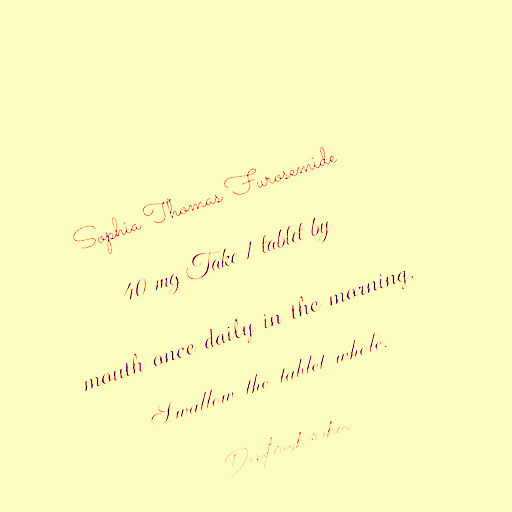 Sophia Thomas Furosemide
40 mg Take 1 tablet by
mouth once daily in the morning.
Swallow the tablet whole.